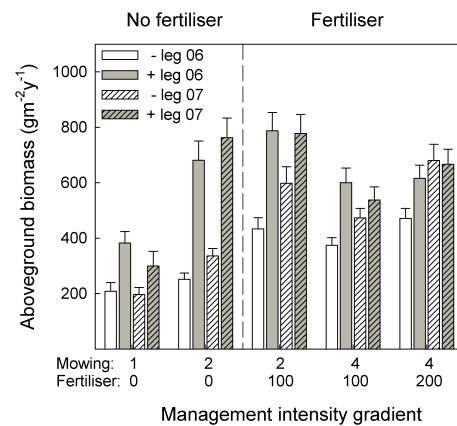 No fertiliser Fertiliser
Aboveground biomass (gm-2y-1)
1000
800
600
400
200
- leg 06
+ leg 06
- leg 07
+ leg 07
Mowing: 1 2 2 4 4
Fertiliser: 0 0 100 100 200
Management intensity gradient